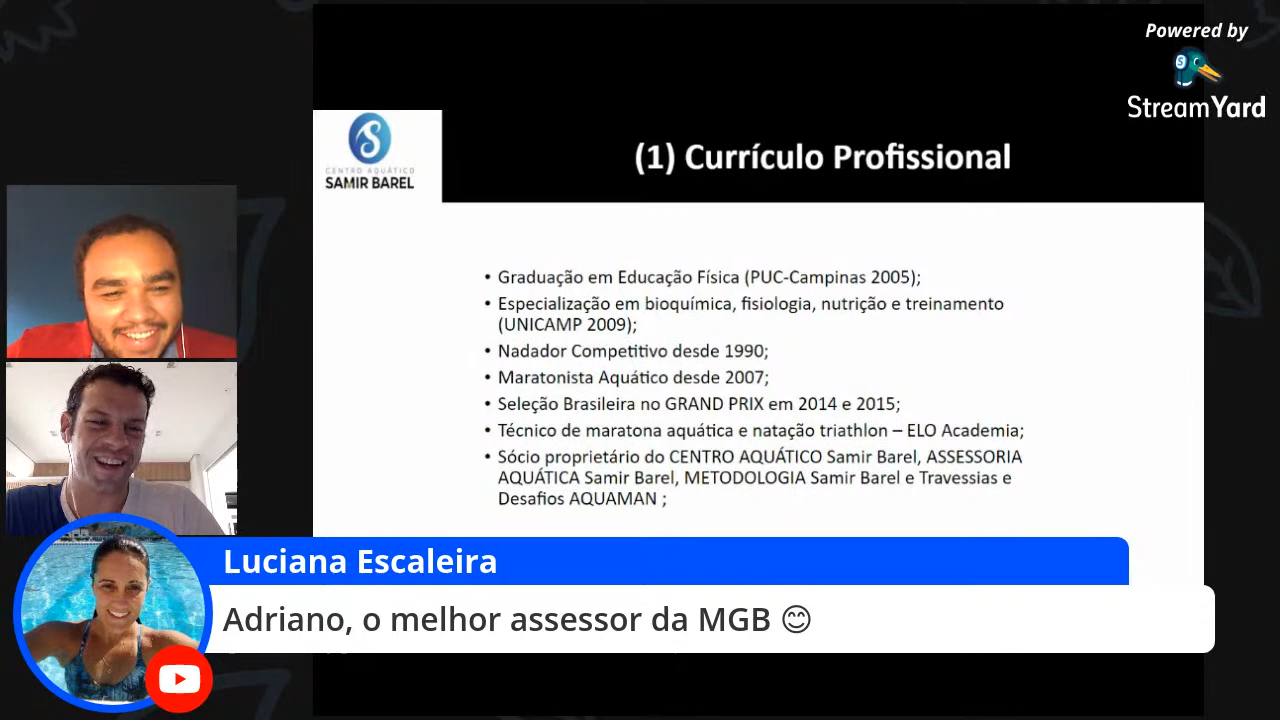 Powered by
StreamYard
CENTRO AQUÁTICO
SAMIR BAREL
(1) Currículo Profissional
• Graduação em Educação Física (PUC-Campinas 2005);
• Especialização em bioquímica, fisiologia, nutrição e treinamento
(UNICAMP 2009);
• Nadador Competitivo desde 1990;
• Maratonista Aquático desde 2007;
• Seleção Brasileira no GRAND PRIX em 2014 e 2015;
• Técnico de maratona aquática e natação triathlon – ELO Academia;
• Sócio proprietário do CENTRO AQUÁTICO Samir Barel, ASSESSORIA
AQUÁTICA Samir Barel, METODOLOGIA Samir Barel e Travessias e
Desafios AQUAMAN ;
Luciana Escaleira
Adriano, o melhor assessor da MGB 😊